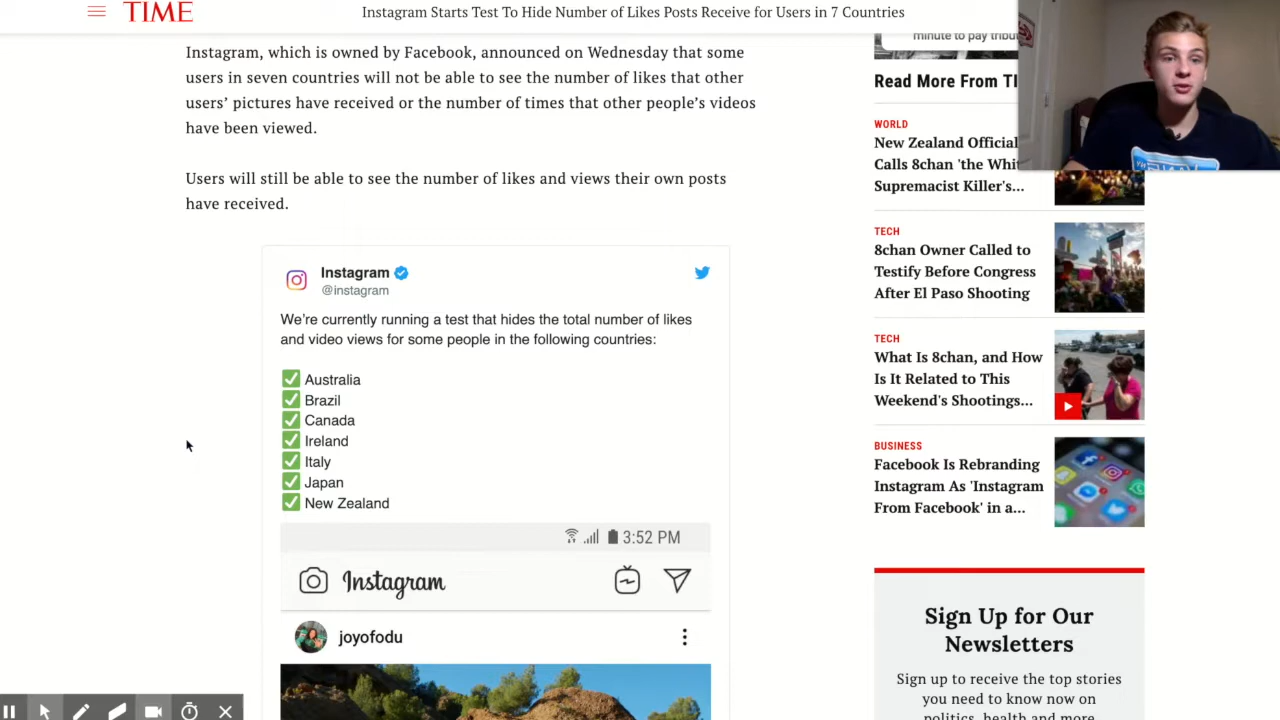 TIME
Instagram Starts Test To Hide Number of Likes Posts Receive for Users in 7 Countries
Instagram, which is owned by Facebook, announced on Wednesday that some
users in seven countries will not be able to see the number of likes that other
users’ pictures have received or the number of times that other people’s videos
have been viewed.
Users will still be able to see the number of likes and views their own posts
have received.
Instagram
@instagram
We’re currently running a test that hides the total number of likes
and video views for some people in the following countries:
Australia
Brazil
Canada
Ireland
Italy
Japan
New Zealand
3:52 PM
Instagram
joyofodu
minute to pay tribu
Read More From TI
WORLD
New Zealand Official
Calls 8chan 'the Whi
Supremacist Killer's...
TECH
8chan Owner Called to
Testify Before Congress
After El Paso Shooting
TECH
What Is 8chan, and How
Is It Related to This
Weekend's Shootings...
BUSINESS
Facebook Is Rebranding
Instagram As 'Instagram
From Facebook' in a...
Sign Up for Our
Newsletters
Sign up to receive the top stories
you need to know now on
politics, health and more